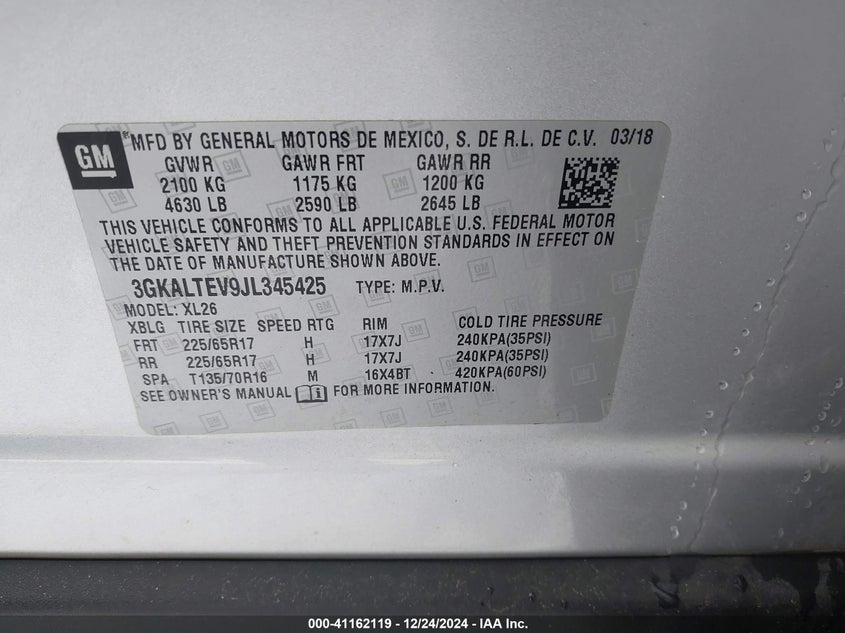 GM
MFD BY GENERAL MOTORS DE MEXICO, S. DE R.L. DE C.V. 03/18
GVWR GAWR FRT GAWR RR
2100 KG 1175 KG 1200 KG
4630 LB 2590 LB 2645 LB
THIS VEHICLE CONFORMS TO ALL APPLICABLE U.S. FEDERAL MOTOR
VEHICLE SAFETY AND THEFT PREVENTION STANDARDS IN EFFECT ON
THE DATE OF MANUFACTURE SHOWN ABOVE.
3GKALTEV9JL345425 TYPE: M.P.V.
MODEL: XL26
XBLG TIRE SIZE SPEED RTG RIM COLD TIRE PRESSURE
FRT 225/65R17 H 17X7J 240KPA(35PSI)
RR 225/65R17 H 17X7J 240KPA(35PSI)
SPA T135/70R16 M 16X4BT 420KPA(60PSI)
SEE OWNER'S MANUAL FOR MORE INFORMATION.
000-41162119 - 12/24/2024 - IAA Inc.